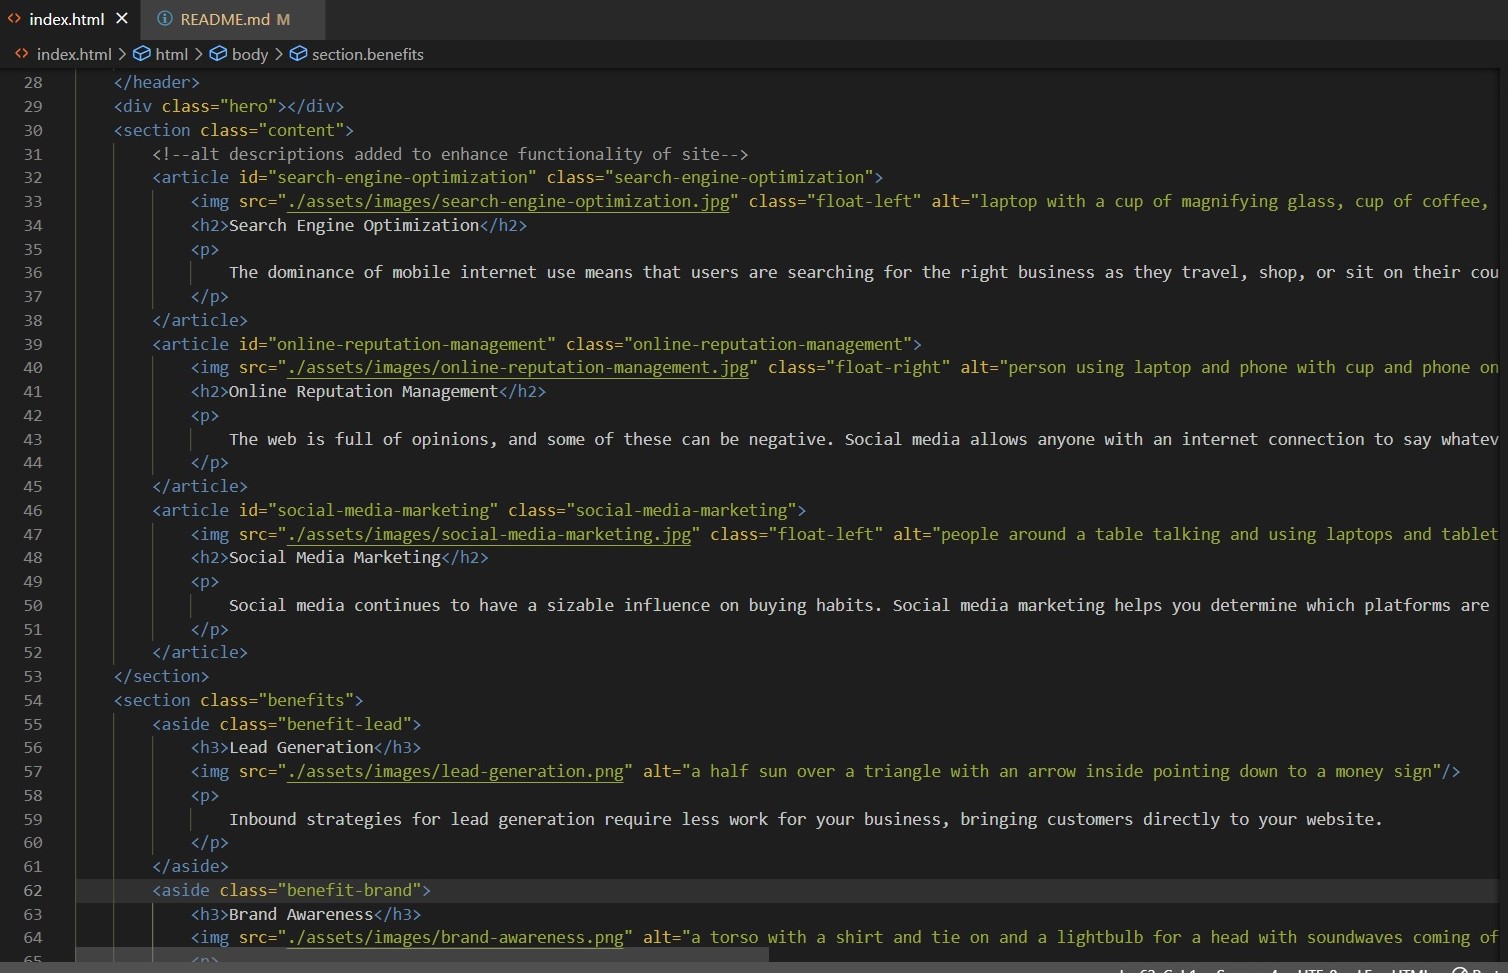 index.html README.md M
index.html > html > body > section.benefits
28 </header>
29 <div class="hero"></div>
30 <section class="content">
31 <!--alt descriptions added to enhance functionality of site-->
32 <article id="search-engine-optimization" class="search-engine-optimization">
33 <img src="./assets/images/search-engine-optimization.jpg" class="float-left" alt="laptop with a cup of magnifying glass, cup of coffee,
34 <h2>Search Engine Optimization</h2>
35 <p>
36 The dominance of mobile internet use means that users are searching for the right business as they travel, shop, or sit on their cou
37 </p>
38 </article>
39 <article id="online-reputation-management" class="online-reputation-management">
40 <img src="./assets/images/online-reputation-management.jpg" class="float-right" alt="person using laptop and phone with cup and phone on
41 <h2>Online Reputation Management</h2>
42 <p>
43 The web is full of opinions, and some of these can be negative. Social media allows anyone with an internet connection to say whatev
44 </p>
45 </article>
46 <article id="social-media-marketing" class="social-media-marketing">
47 <img src="./assets/images/social-media-marketing.jpg" class="float-left" alt="people around a table talking and using laptops and tablet
48 <h2>Social Media Marketing</h2>
49 <p>
50 Social media continues to have a sizable influence on buying habits. Social media marketing helps you determine which platforms are
51 </p>
52 </article>
53 </section>
54 <section class="benefits">
55 <aside class="benefit-lead">
56 <h3>Lead Generation</h3>
57 <img src="./assets/images/lead-generation.png" alt="a half sun over a triangle with an arrow inside pointing down to a money sign"/>
58 <p>
59 Inbound strategies for lead generation require less work for your business, bringing customers directly to your website.
60 </p>
61 </aside>
62 <aside class="benefit-brand">
63 <h3>Brand Awareness</h3>
64 <img src="./assets/images/brand-awareness.png" alt="a torso with a shirt and tie on and a lightbulb for a head with soundwaves coming of
65 <p>